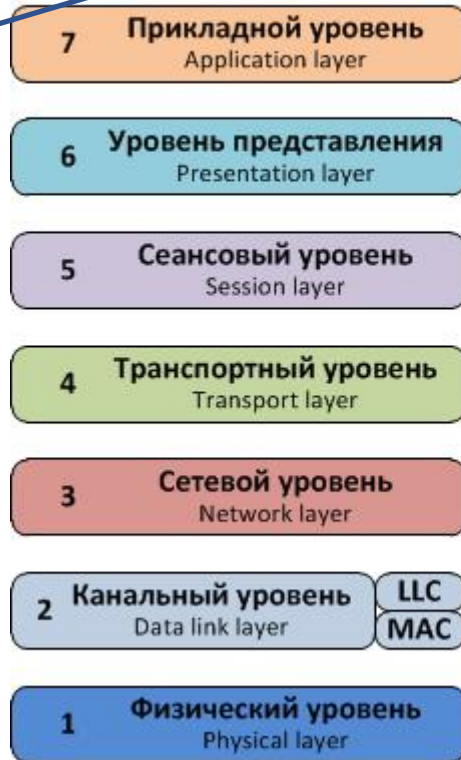 7 Прикладной уровень
Application layer
6 Уровень представления
Presentation layer
5 Сеансовый уровень
Session layer
4 Транспортный уровень
Transport layer
3 Сетевой уровень
Network layer
2 Канальный уровень LLC
Data link layer MAC
1 Физический уровень
Physical layer